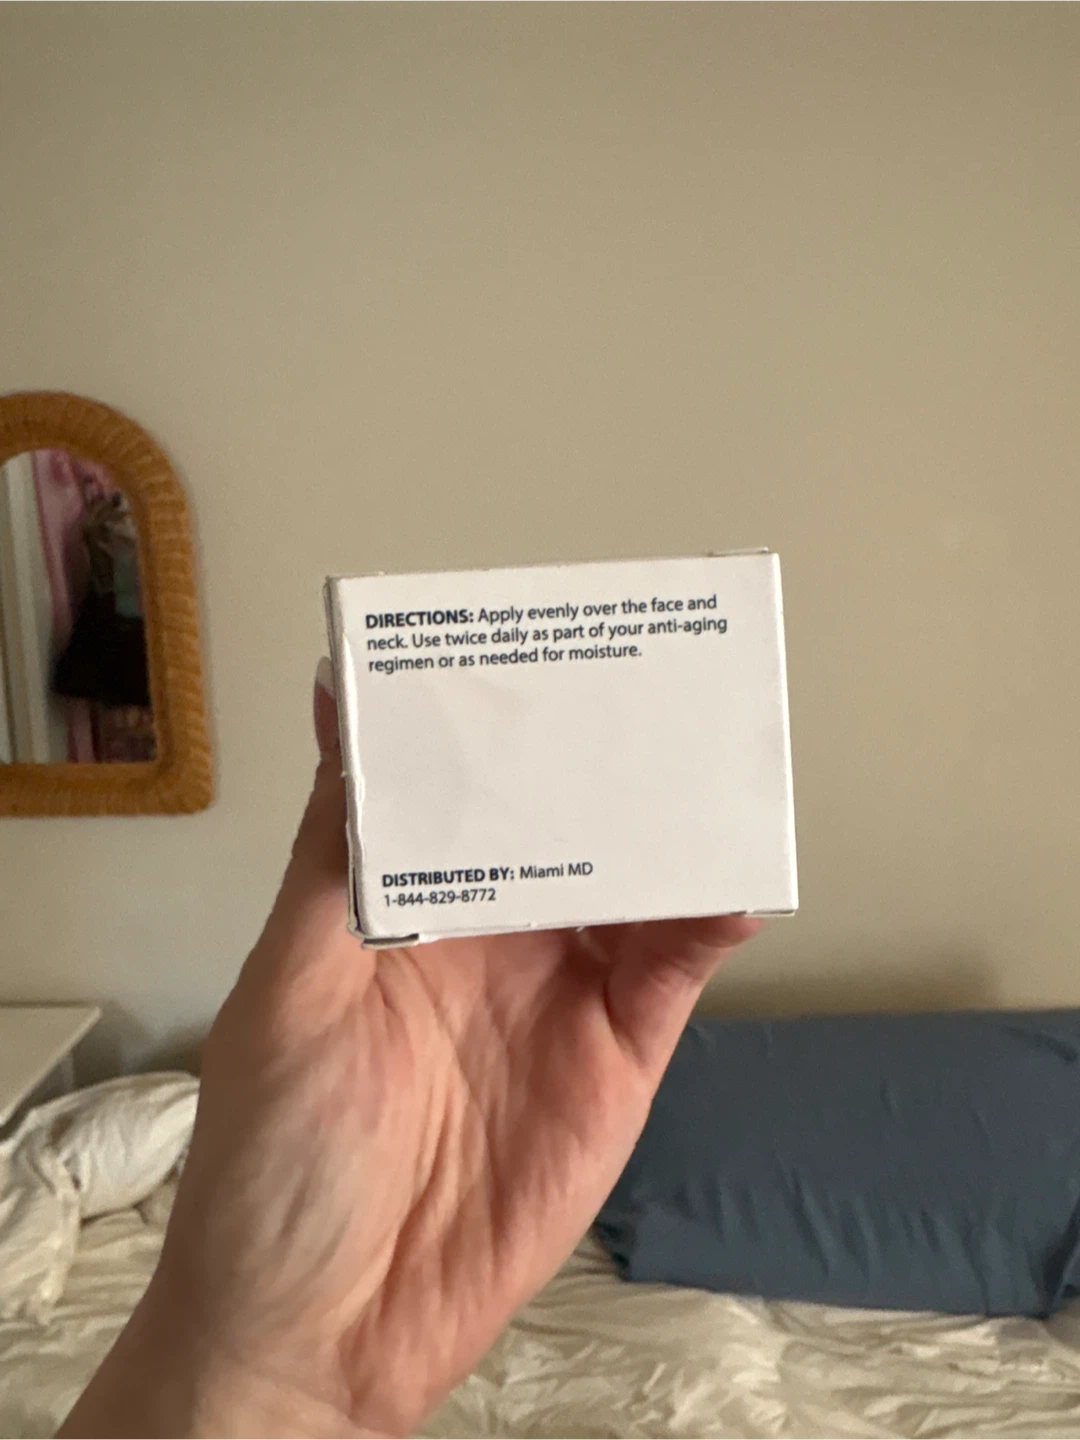 DIRECTIONS: Apply evenly over the face and
neck. Use twice daily as part of your anti-aging
regimen or as needed for moisture.
DISTRIBUTED BY: Miami MD
1-844-829-8772